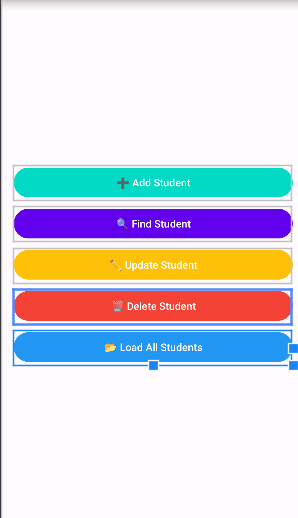 ➕ Add Student
🔍 Find Student
✏️ Update Student
🗑️ Delete Student
📂 Load All Students